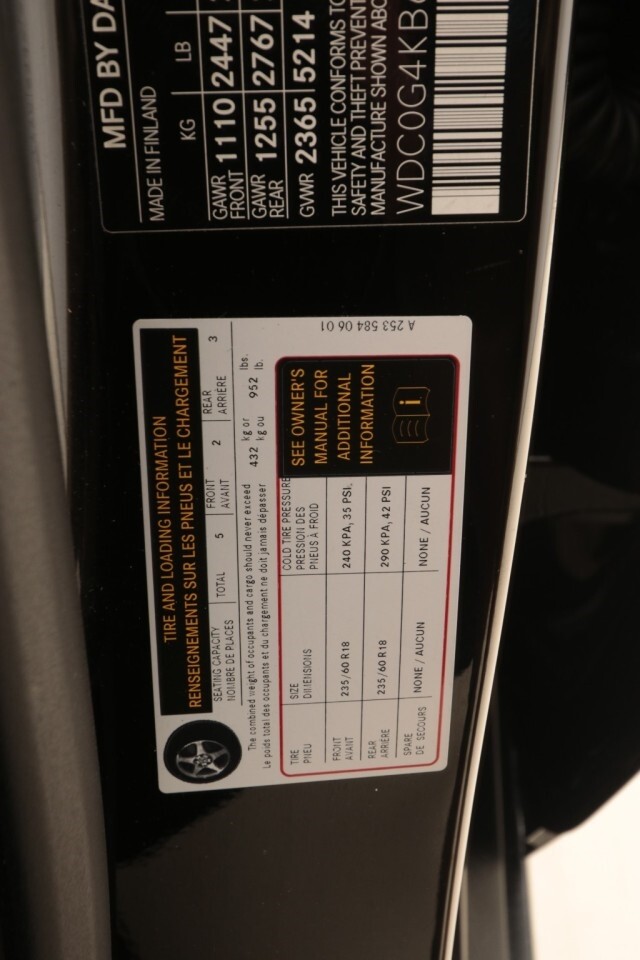 MFD BY DA
MADE IN FINLAND
KG LB
GAWR FRONT 1110 2447
GAWR REAR 1255 2767
GVWR 2365 5214
THIS VEHICLE CONFORMS TO
SAFETY AND THEFT PREVENT
MANUFACTURE SHOWN ABO
WDC0G4KB
TIRE AND LOADING INFORMATION
RENSEIGNEMENTS SUR LES PNEUS ET LE CHARGEMENT
SEATING CAPACITY
NOMBRE DE PLACES
TOTAL 5
FRONT
AVANT 2
REAR
ARRIÈRE 3
The combined weight of occupants and cargo should never exceed 432 kg or 952 lbs.
Le poids total des occupants et du chargement ne doit jamais dépasser kg ou lb.
TIRE
PNEU
SIZE
DIMENSIONS
COLD TIRE PRESSURE
PRESSION DES
PNEUS À FROID
FRONT
AVANT
235/60 R18
240 KPA, 35 PSI,
REAR
ARRIÈRE
235/60 R18
290 KPA, 42 PSI
SPARE
DE SECOURS
NONE / AUCUN
NONE / AUCUN
SEE OWNER'S
MANUAL FOR
ADDITIONAL
INFORMATION
i
A 253 584 06 01